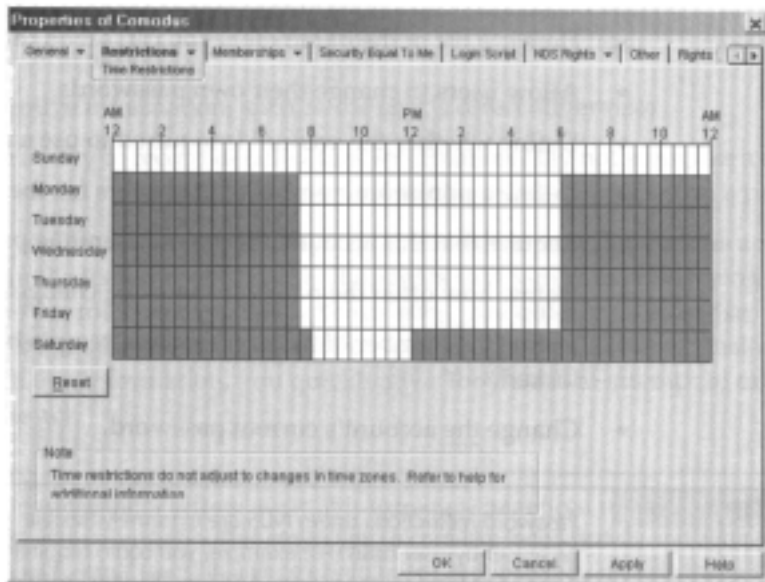 Properties of Comodus
General Restrictions Memberships Security Equal To Me Login Script NDS Rights Other Rights
Time Restrictions
AM PM AM
12 2 4 6 8 10 12 2 4 6 8 10 12
Sunday
Monday
Tuesday
Wednesday
Thursday
Friday
Saturday
Reset
Note
Time restrictions do not adjust to changes in time zones. Refer to help for
additional information
OK Cancel Apply Help